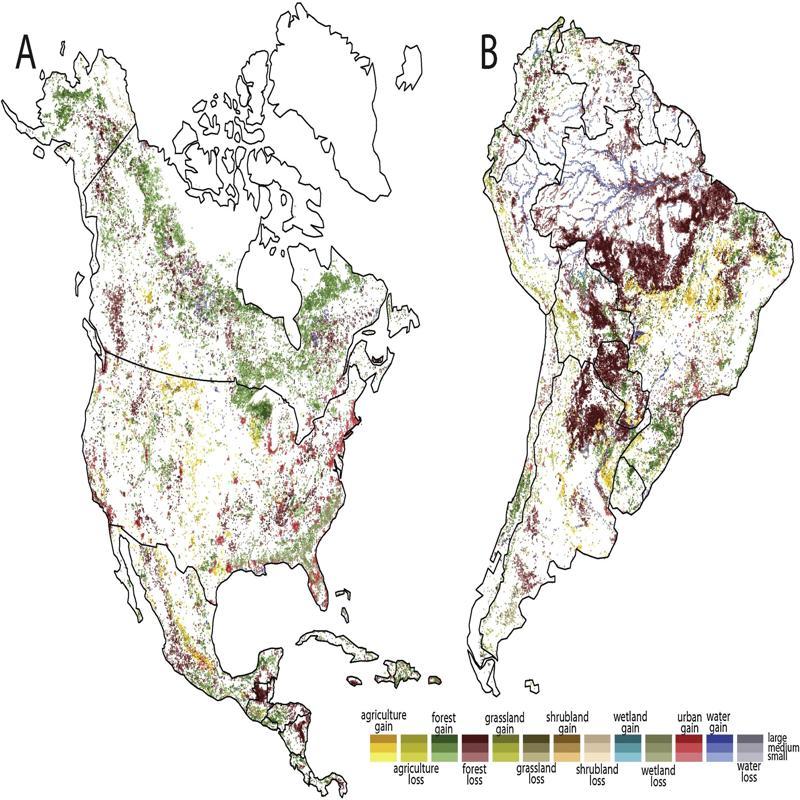 A
B
agriculture gain
forest gain
grassland gain
shrubland gain
wetland gain
urban gain
water gain
large
medium
small
agriculture loss
forest loss
grassland loss
shrubland loss
wetland loss
water loss